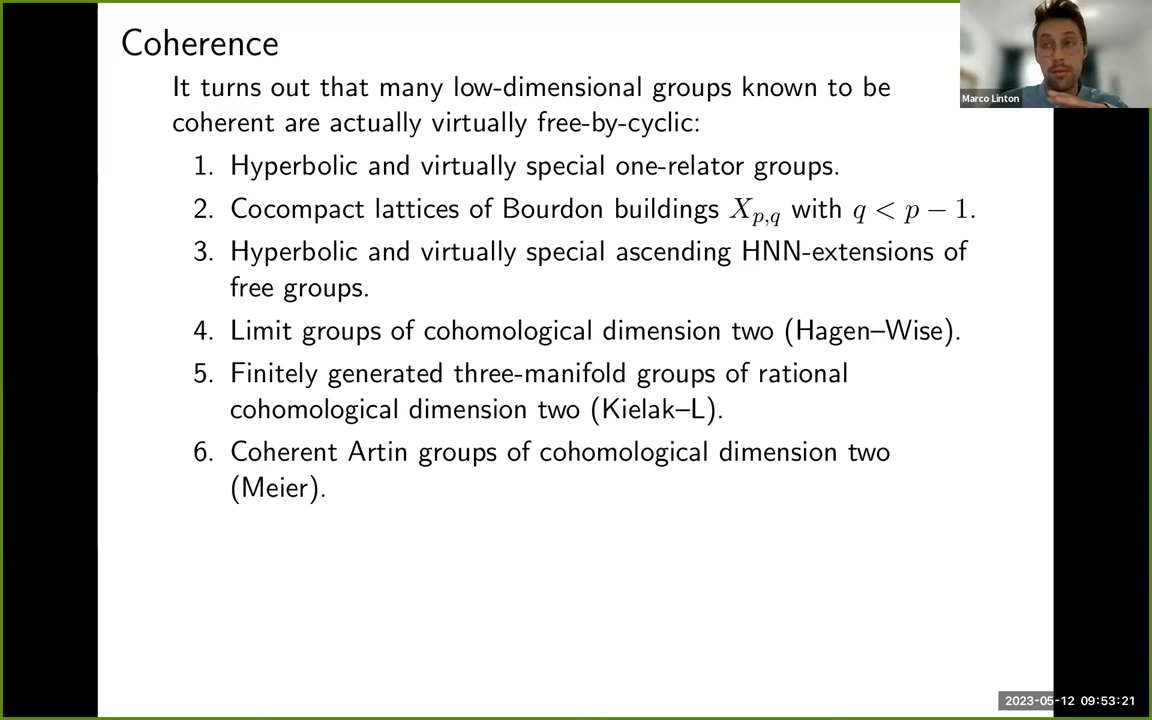 Coherence
It turns out that many low-dimensional groups known to be
coherent are actually virtually free-by-cyclic:
1. Hyperbolic and virtually special one-relator groups.
2. Cocompact lattices of Bourdon buildings X_{p,q} with q < p − 1.
3. Hyperbolic and virtually special ascending HNN-extensions of
free groups.
4. Limit groups of cohomological dimension two (Hagen–Wise).
5. Finitely generated three-manifold groups of rational
cohomological dimension two (Kielak–L).
6. Coherent Artin groups of cohomological dimension two
(Meier).
Marco Linton
2023-05-12 09:53:21